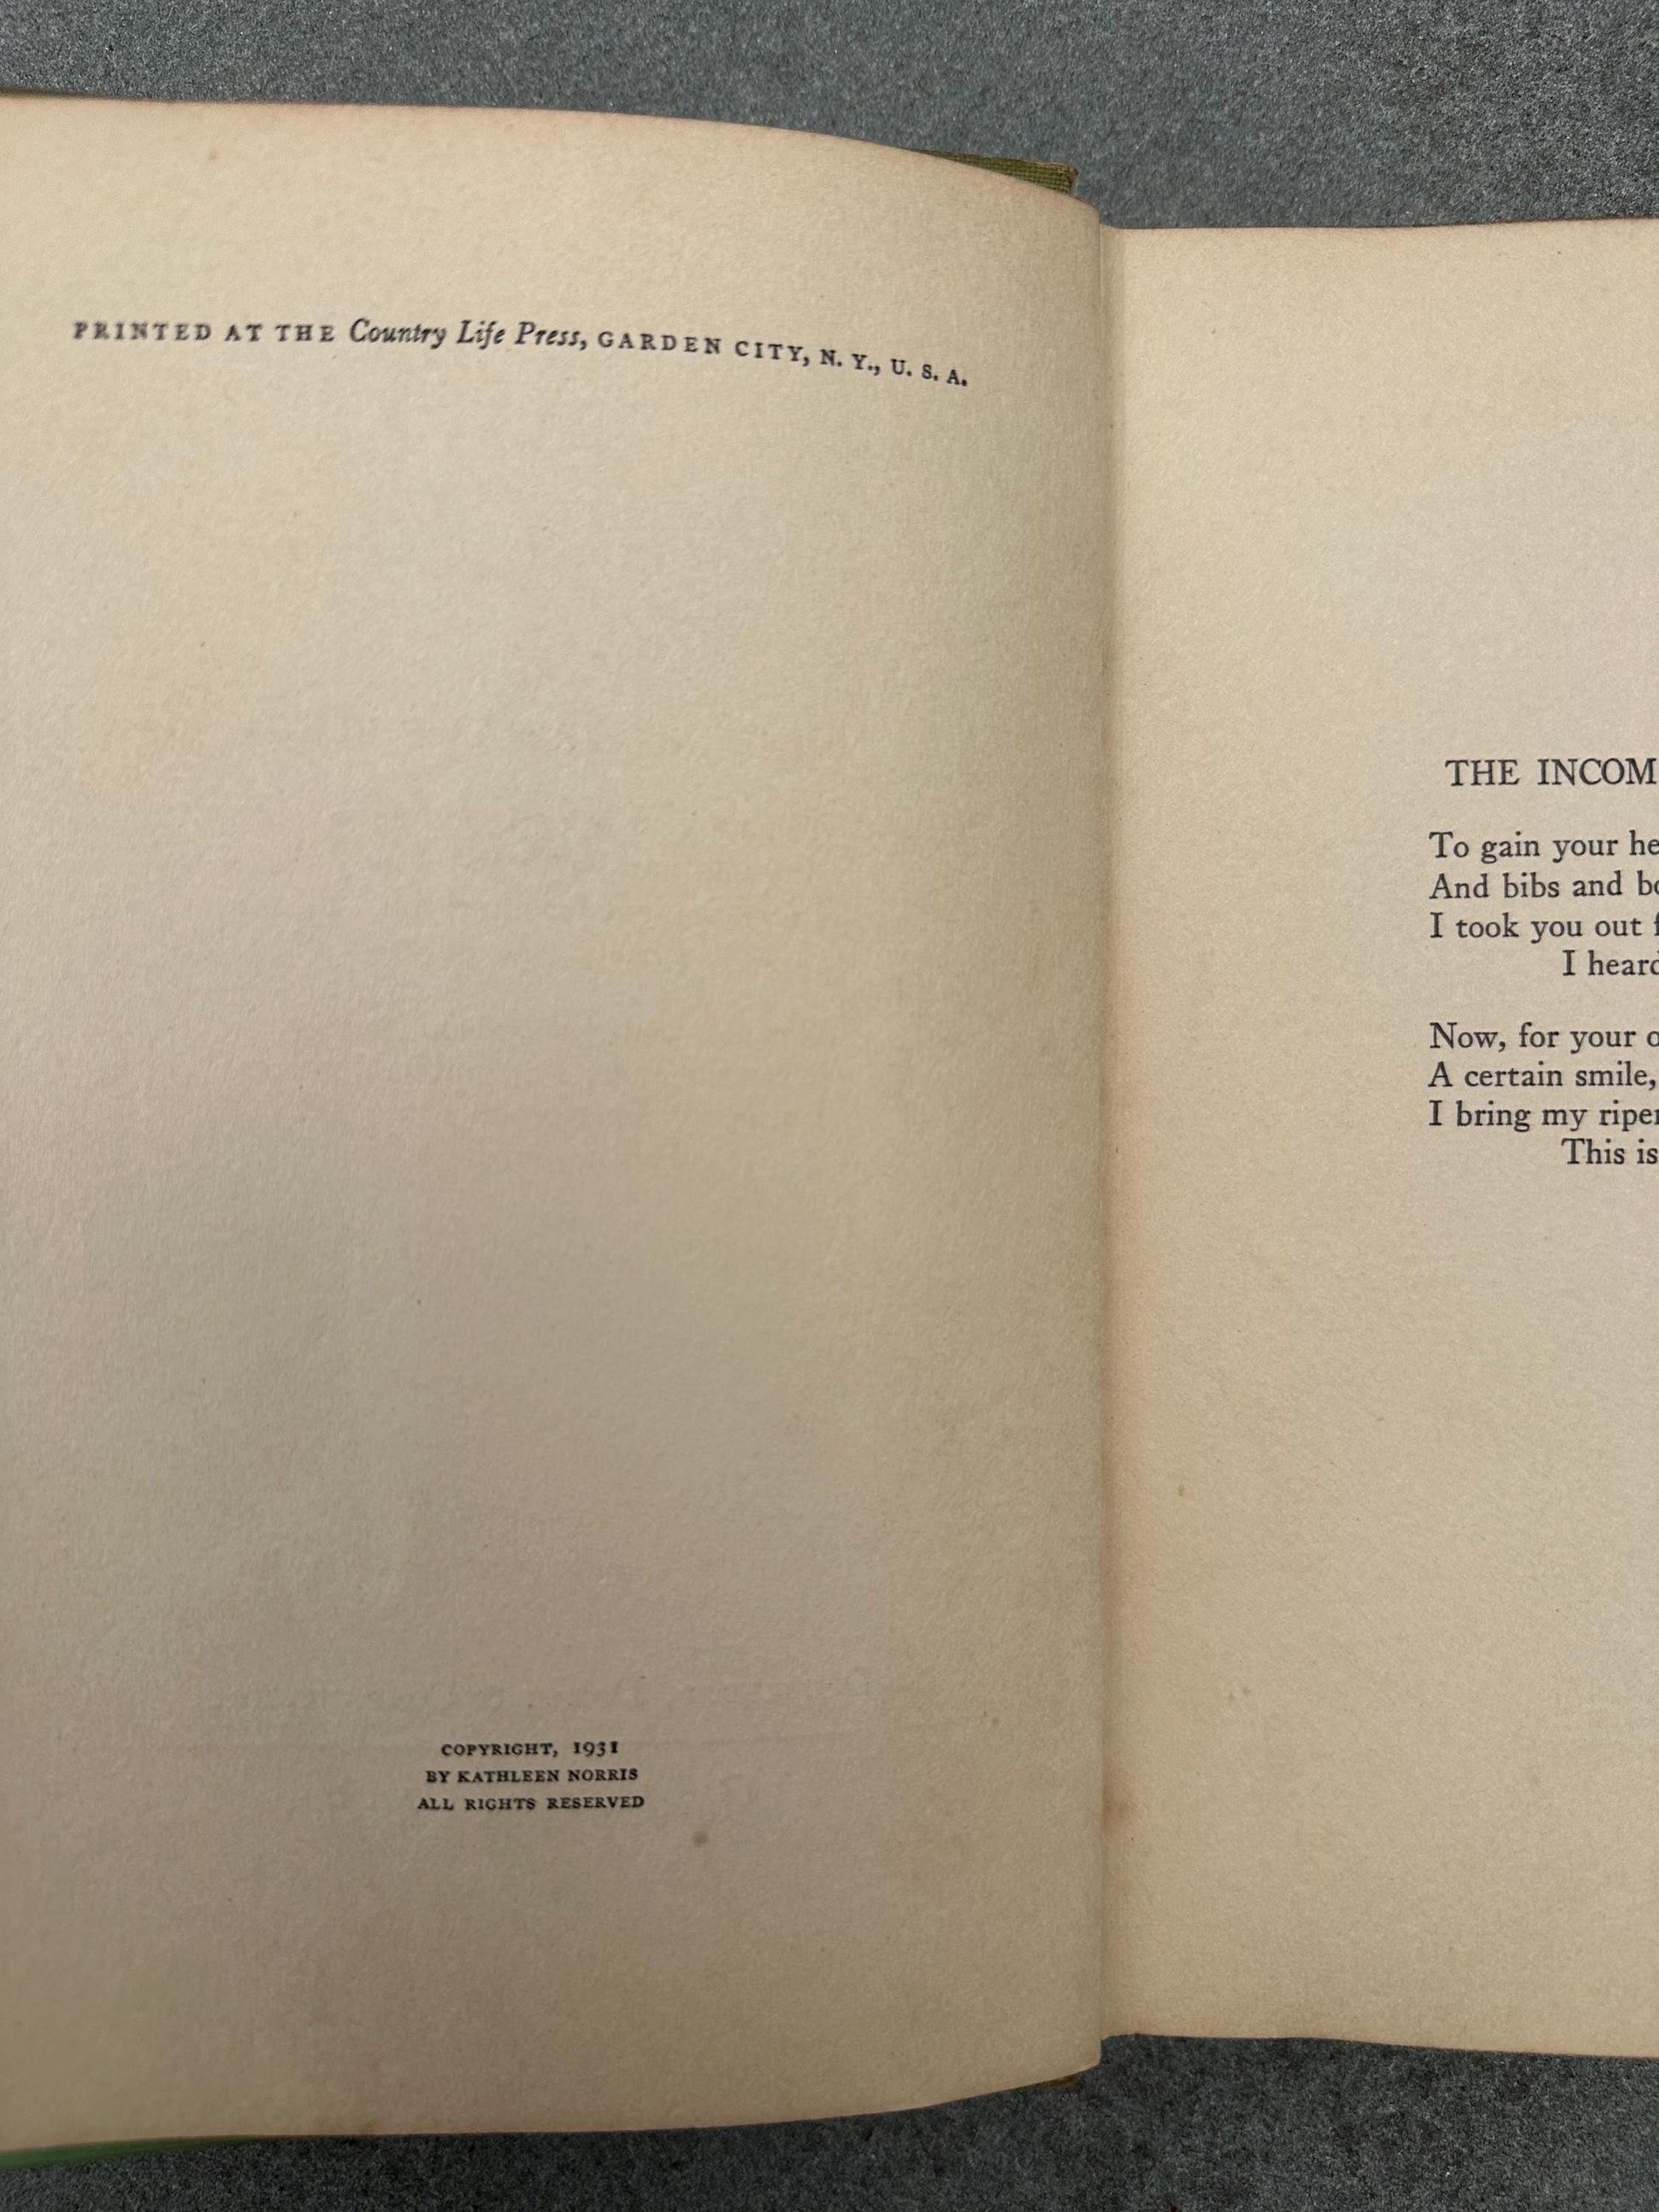 PRINTED AT THE Country Life Press, GARDEN CITY, N. Y., U. S. A.
COPYRIGHT, 1931
BY KATHLEEN NORRIS
ALL RIGHTS RESERVED
THE INCOM
To gain your he
And bibs and bo
I took you out f
I heard
Now, for your o
A certain smile,
I bring my riper
This is